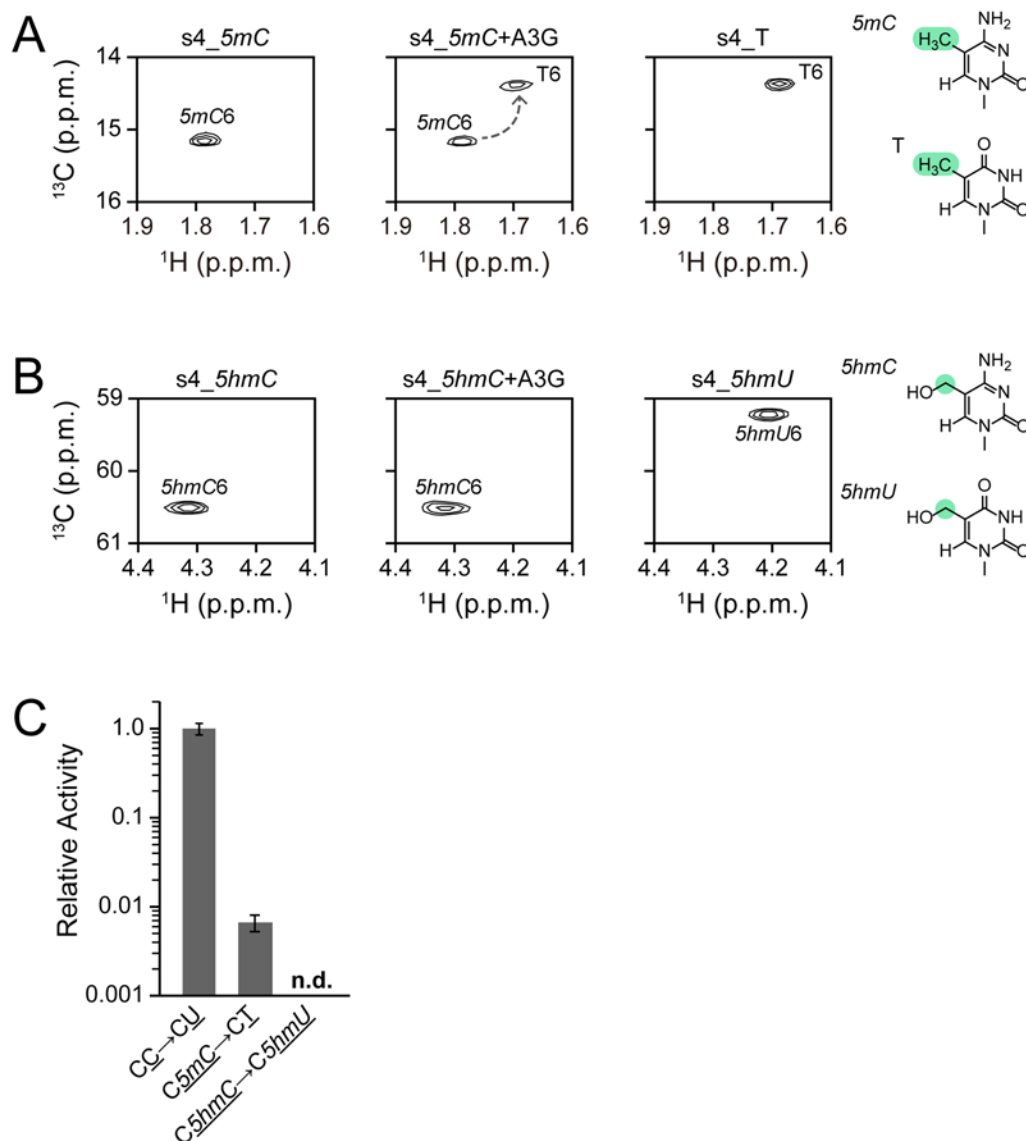 A
s4_5mC
s4_5mC+A3G
s4_T
5mC
NH₂
H₃C
N
H
N
O
14
15
16
¹³C (p.p.m.)
5mC6
T6
5mC6
T6
T
O
H₃C
NH
H
N
O
1.9 1.8 1.7 1.6
1.9 1.8 1.7 1.6
1.9 1.8 1.7 1.6
¹H (p.p.m.)
¹H (p.p.m.)
¹H (p.p.m.)
B
s4_5hmC
s4_5hmC+A3G
s4_5hmU
5hmC
NH₂
HO
N
H
N
O
59
60
61
¹³C (p.p.m.)
5hmC6
5hmC6
5hmU6
5hmU
O
HO
NH
H
N
O
4.4 4.3 4.2 4.1
4.4 4.3 4.2 4.1
4.4 4.3 4.2 4.1
¹H (p.p.m.)
¹H (p.p.m.)
¹H (p.p.m.)
C
Relative Activity
1.0
0.1
0.01
0.001
n.d.
CC→CU
C5mC→CT
C5hmC→C5hmU